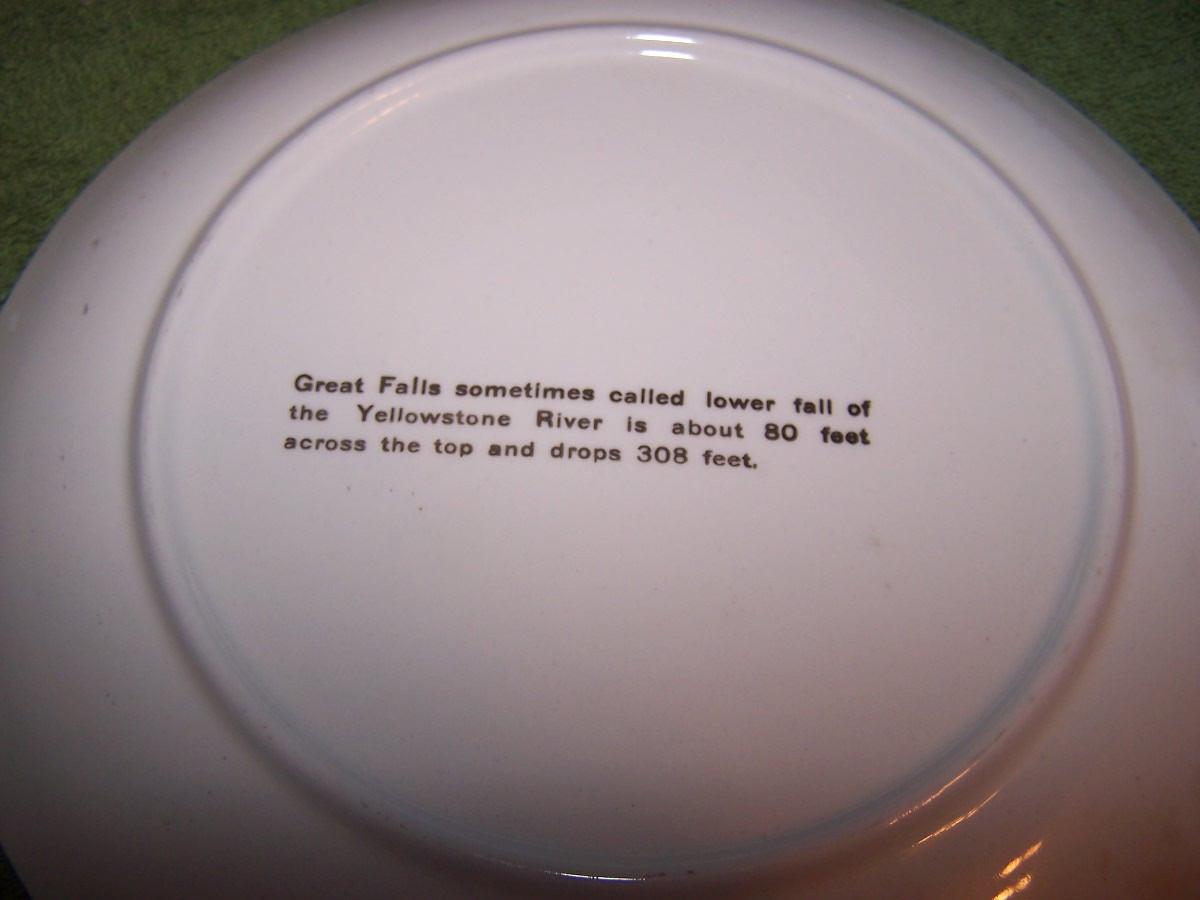 Great Falls sometimes called lower fall of
the Yellowstone River is about 80 feet
across the top and drops 308 feet.